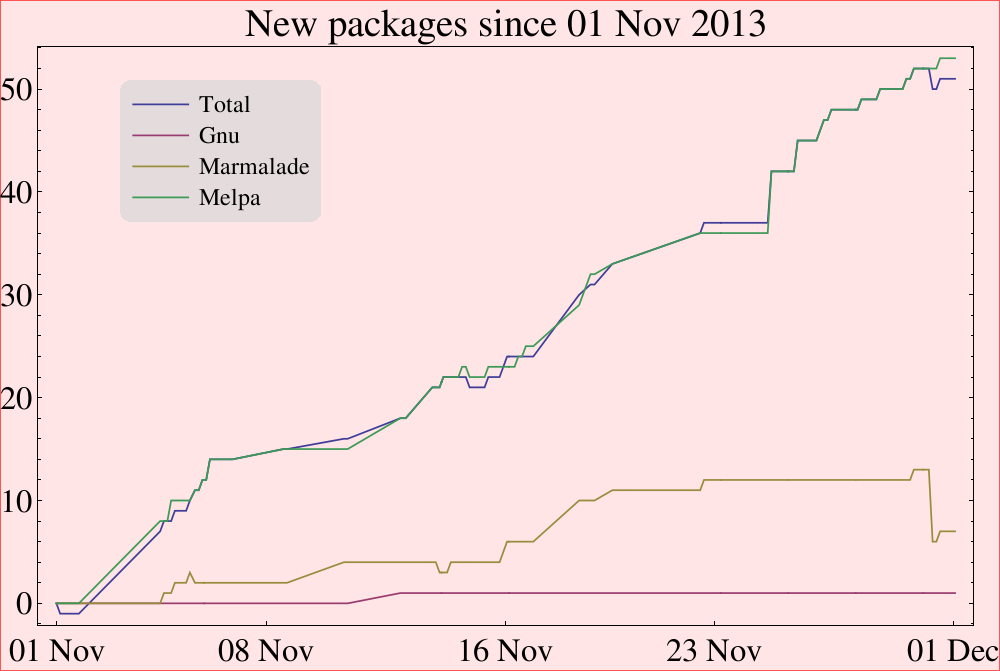 New packages since 01 Nov 2013
Total
Gnu
Marmalade
Melpa
50
40
30
20
10
0
01 Nov 08 Nov 16 Nov 23 Nov 01 Dec